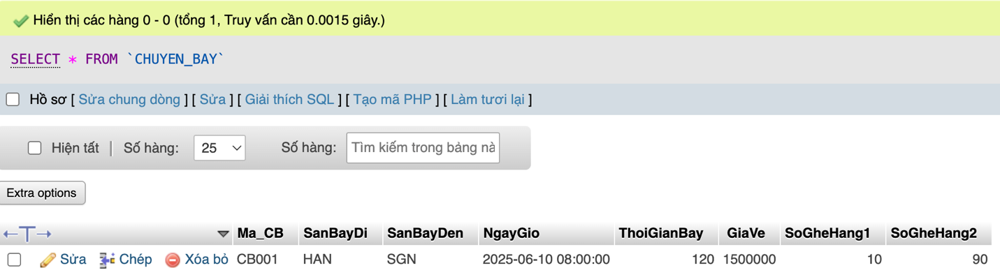 Hiển thị các hàng 0 - 0 (tổng 1, Truy vấn cần 0.0015 giây.)
SELECT * FROM `CHUYEN_BAY`
Hồ sơ [ Sửa chung dòng ] [ Sửa ] [ Giải thích SQL ] [ Tạo mã PHP ] [ Làm tươi lại ]
Hiện tất | Số hàng: 25 Số hàng: Tìm kiếm trong bảng nà
Extra options
←T→ Ma_CB SanBayDi SanBayDen NgayGio ThoiGianBay GiaVe SoGheHang1 SoGheHang2
Sửa Chép Xóa bỏ CB001 HAN SGN 2025-06-10 08:00:00 120 1500000 10 90